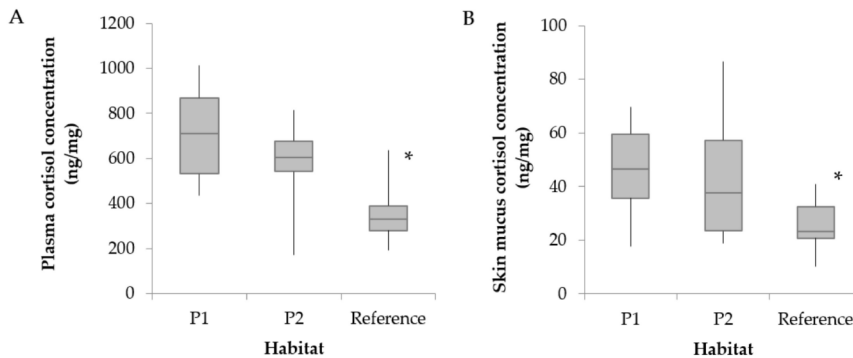 A
Plasma cortisol concentration
(ng/mg)
1200
1000
800
600
400
200
0
*
P1 P2 Reference
Habitat
B
Skin mucus cortisol concentration
(ng/mg)
100
80
60
40
20
0
*
P1 P2 Reference
Habitat